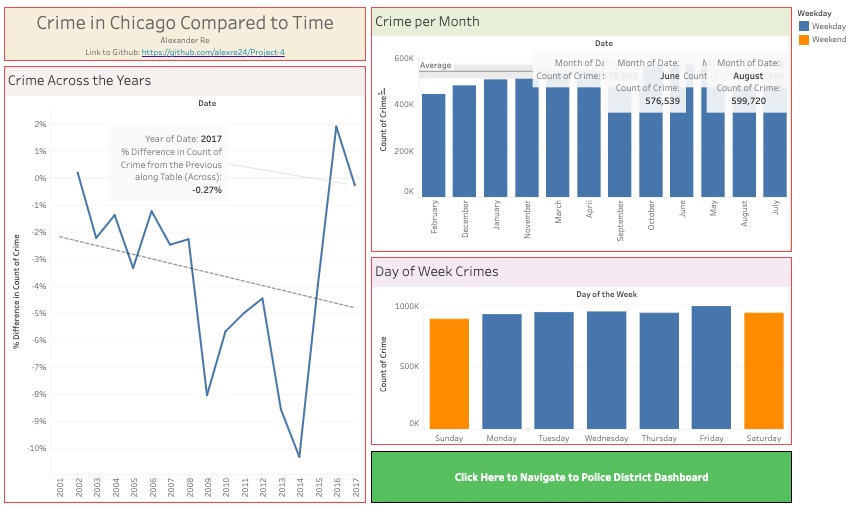 Crime in Chicago Compared to Time
Alexander Re
Link to Github: https://github.com/alexre24/Project-4
Crime Across the Years
Date
2%
1%
0%
-1%
-2%
-3%
-4%
-5%
-6%
-7%
-8%
-9%
-10%
% Difference in Count of Crime
Year of Date: 2017
% Difference in Count of
Crime from the Previous
along Table (Across):
-0.27%
2001
2002
2003
2004
2005
2006
2007
2008
2009
2010
2011
2012
2013
2014
2015
2016
2017
Crime per Month
Date
600K
400K
200K
0K
Count of Crime
Average
Month of Da
Count of Crime:
Month of Date:
June
Count of Crime:
576,539
Month of Date:
August
Count of Crime:
599,720
February
December
January
November
March
April
September
October
June
May
August
July
Day of Week Crimes
Day of the Week
1000K
500K
0K
Count of Crime
Sunday
Monday
Tuesday
Wednesday
Thursday
Friday
Saturday
Click Here to Navigate to Police District Dashboard
Weekday
Weekday
Weekend